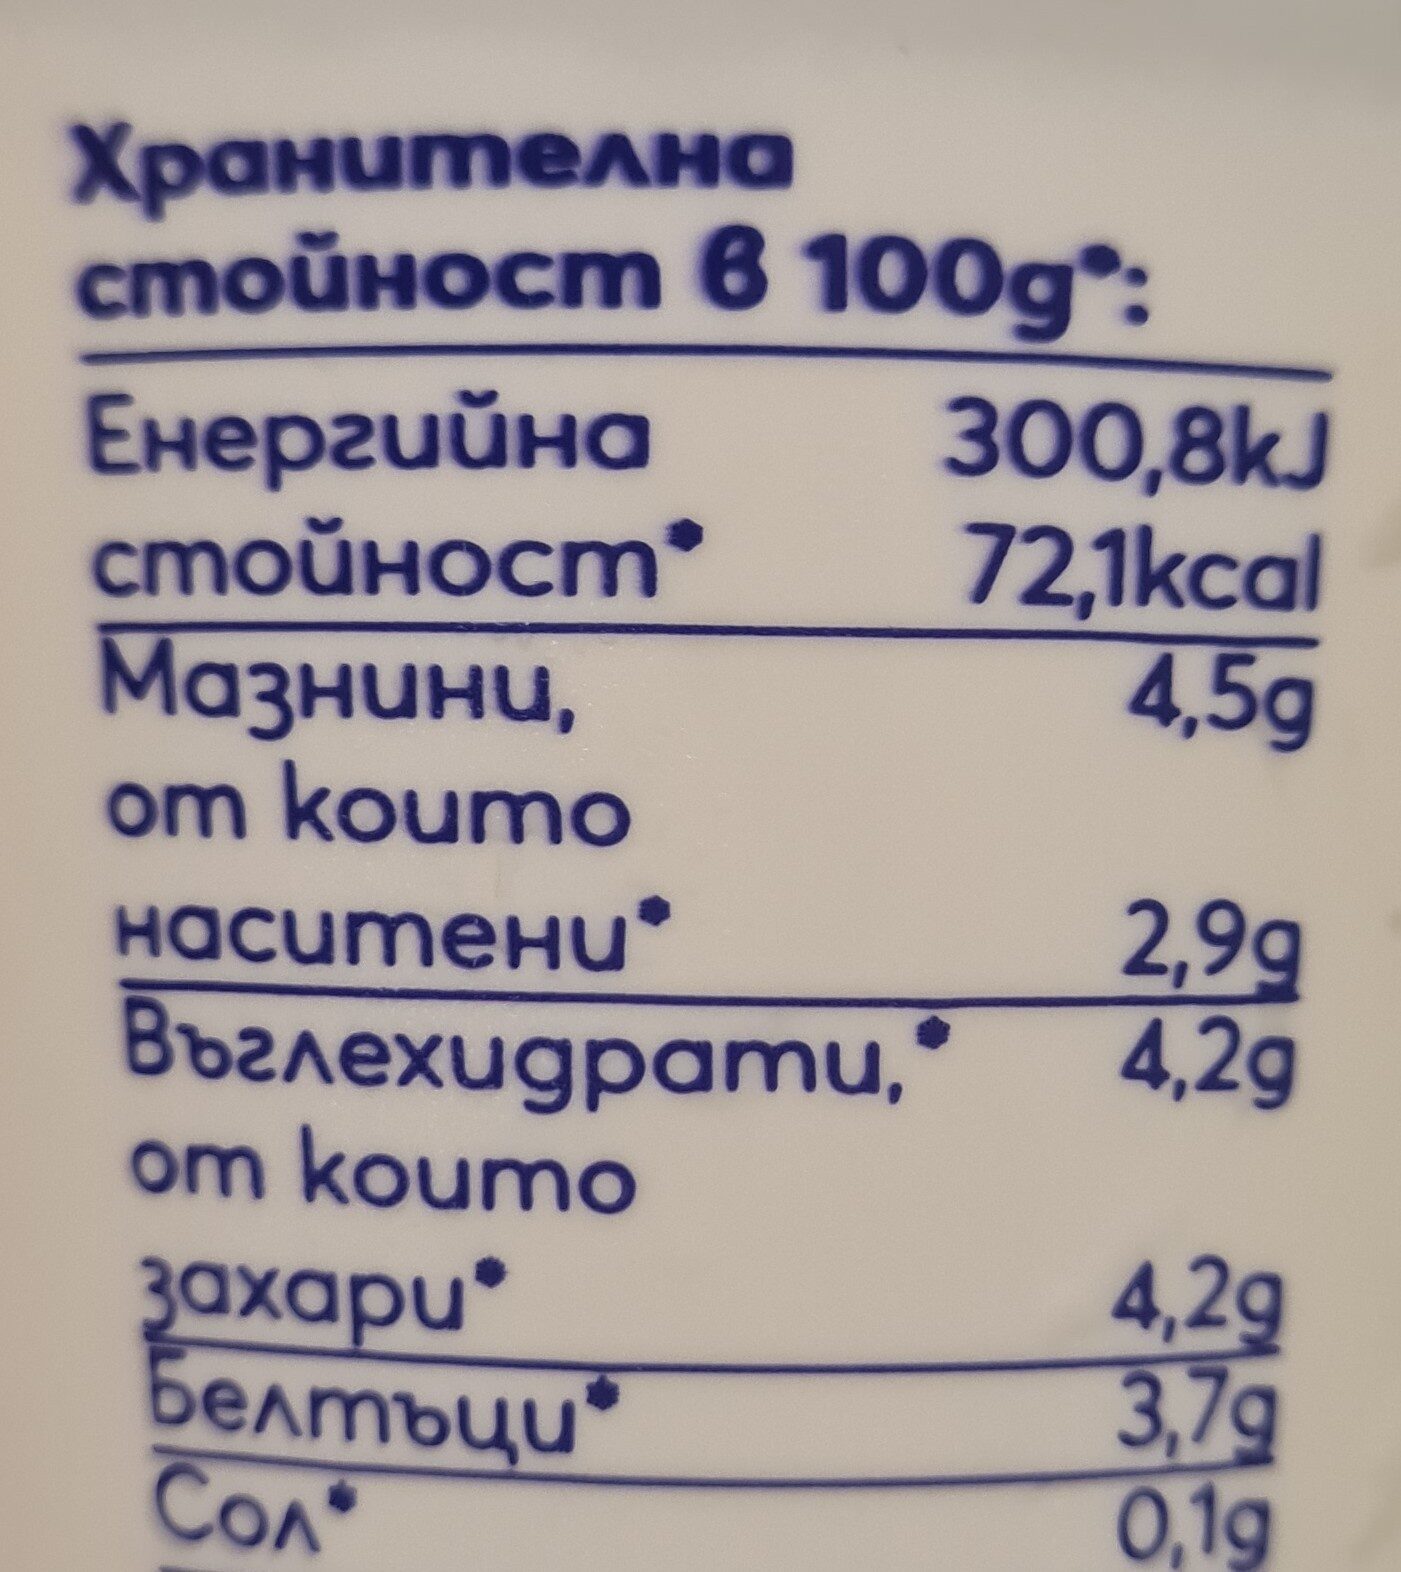 Хранителна
стойност в 100g*:
Енергийна 300,8kJ
стойност* 72,1kcal
Мазнини, 4,5g
от които
наситени* 2,9g
Въглехидрати,* 4,2g
от които
захари* 4,2g
Белтъци* 3,7g
Сол* 0,1g